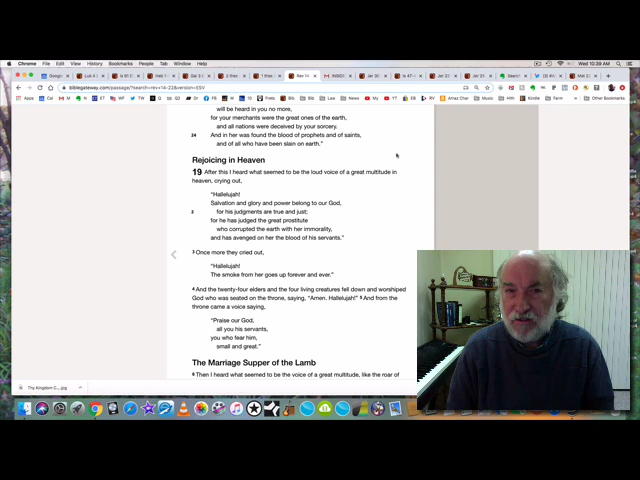 Chrome File Edit View History Bookmarks People Tab Window Help
Wed 10:39 AM
Rev 14
biblegateway.com/passage/?search=rev+14-22&version=ESV
Apps Cal
Other Bookmarks
will be heard in you no more,
for your merchants were the great ones of the earth,
and all nations were deceived by your sorcery.
24 And in her was found the blood of prophets and of saints,
and of all who have been slain on earth."
Rejoicing in Heaven
19 After this I heard what seemed to be the loud voice of a great multitude in
heaven, crying out,
"Hallelujah!
Salvation and glory and power belong to our God,
2 for his judgments are true and just;
for he has judged the great prostitute
who corrupted the earth with her immorality,
and has avenged on her the blood of his servants."
3 Once more they cried out,
"Hallelujah!
The smoke from her goes up forever and ever."
4 And the twenty-four elders and the four living creatures fell down and worshiped
God who was seated on the throne, saying, "Amen. Hallelujah!" 5 And from the
throne came a voice saying,
"Praise our God,
all you his servants,
you who fear him,
small and great."
The Marriage Supper of the Lamb
6 Then I heard what seemed to be the voice of a great multitude, like the roar of
Thy Kingdom C....jpg